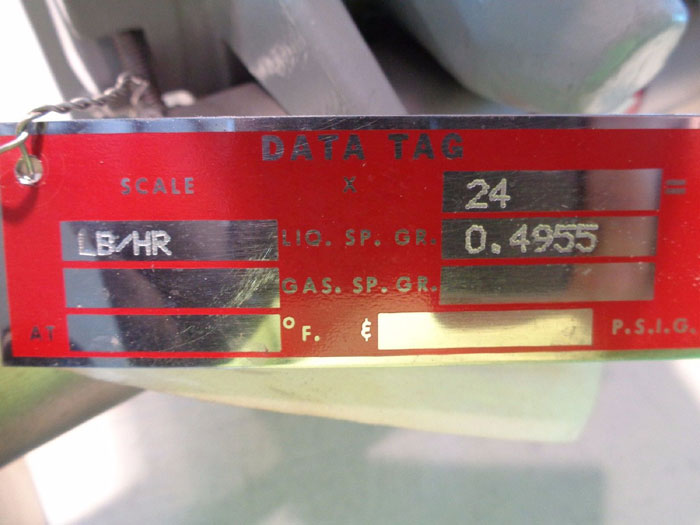 DATA TAG
SCALE X 24 =
LB/HR LIQ. SP. GR. 0.4955
GAS. SP. GR.
AT °F. & P.S.I.G.